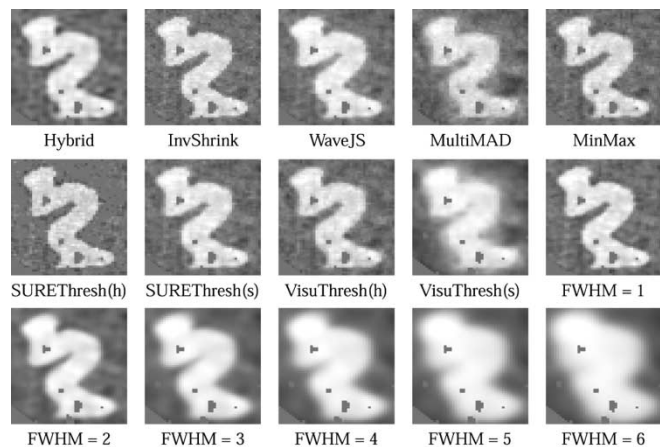 Hybrid InvShrink WaveJS MultiMAD MinMax
SUREThresh(h) SUREThresh(s) VisuThresh(h) VisuThresh(s) FWHM = 1
FWHM = 2 FWHM = 3 FWHM = 4 FWHM = 5 FWHM = 6